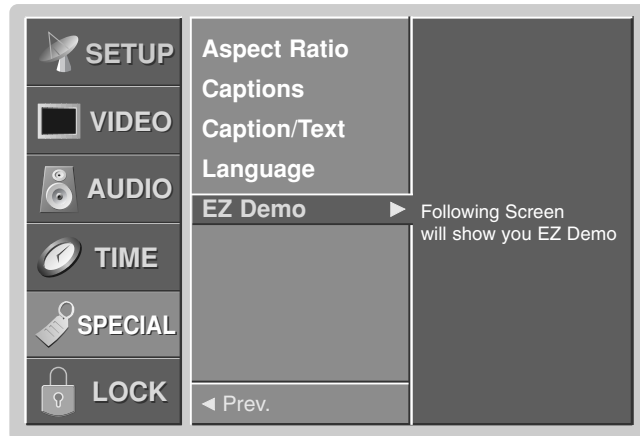 SETUP
VIDEO
AUDIO
TIME
SPECIAL
LOCK
Aspect Ratio
Captions
Caption/Text
Language
EZ Demo ►
◄ Prev.
Following Screen
will show you EZ Demo